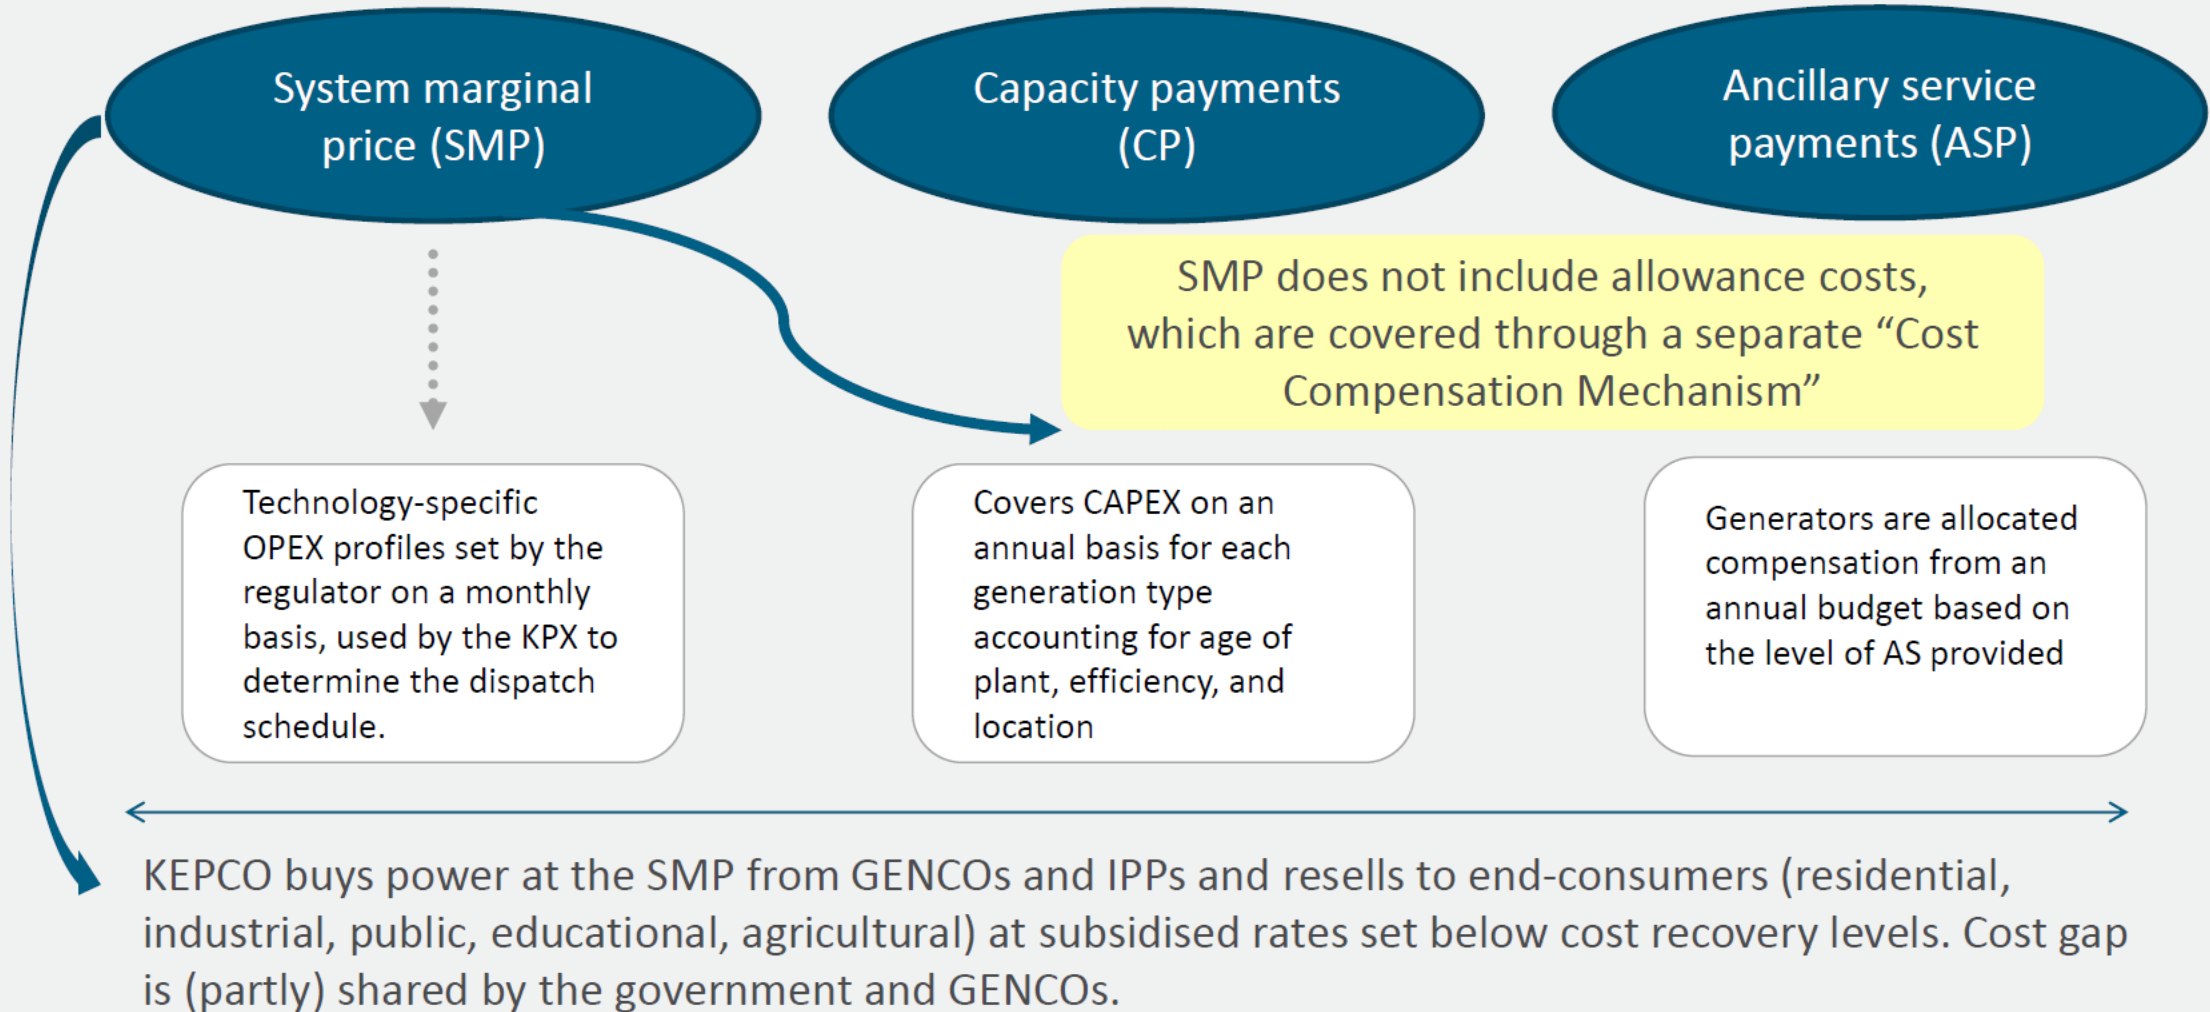 System marginal
price (SMP)
Capacity payments
(CP)
Ancillary service
payments (ASP)
SMP does not include allowance costs,
which are covered through a separate “Cost
Compensation Mechanism”
Technology-specific
OPEX profiles set by the
regulator on a monthly
basis, used by the KPX to
determine the dispatch
schedule.
Covers CAPEX on an
annual basis for each
generation type
accounting for age of
plant, efficiency, and
location
Generators are allocated
compensation from an
annual budget based on
the level of AS provided
KEPCO buys power at the SMP from GENCOs and IPPs and resells to end-consumers (residential,
industrial, public, educational, agricultural) at subsidised rates set below cost recovery levels. Cost gap
is (partly) shared by the government and GENCOs.